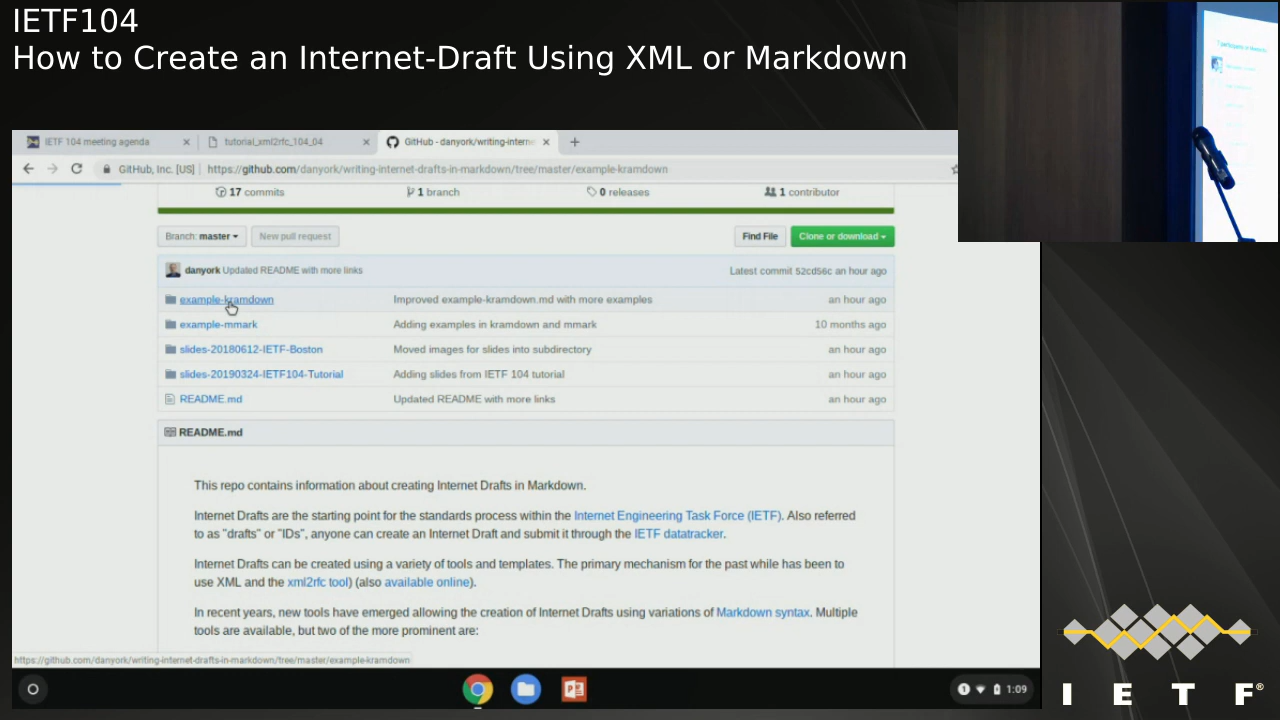 IETF104
How to Create an Internet-Draft Using XML or Markdown
IETF 104 meeting agenda
tutorial_xml2rfc_104_04
GitHub - danyork/writing-intern
GitHub, Inc. [US] https://github.com/danyork/writing-internet-drafts-in-markdown/tree/master/example-kramdown
17 commits 1 branch 0 releases 1 contributor
Branch: master New pull request Find File Clone or download
danyork Updated README with more links Latest commit 52cd56c an hour ago
example-kramdown Improved example-kramdown.md with more examples an hour ago
example-mmark Adding examples in kramdown and mmark 10 months ago
slides-20180612-IETF-Boston Moved images for slides into subdirectory an hour ago
slides-20190324-IETF104-Tutorial Adding slides from IETF 104 tutorial an hour ago
README.md Updated README with more links an hour ago
README.md
This repo contains information about creating Internet Drafts in Markdown.
Internet Drafts are the starting point for the standards process within the Internet Engineering Task Force (IETF). Also referred
to as "drafts" or "IDs", anyone can create an Internet Draft and submit it through the IETF datatracker.
Internet Drafts can be created using a variety of tools and templates. The primary mechanism for the past while has been to
use XML and the xml2rfc tool) (also available online).
In recent years, new tools have emerged allowing the creation of Internet Drafts using variations of Markdown syntax. Multiple
tools are available, but two of the more prominent are:
https://github.com/danyork/writing-internet-drafts-in-markdown/tree/master/example-kramdown
1 1:09
I E T F®